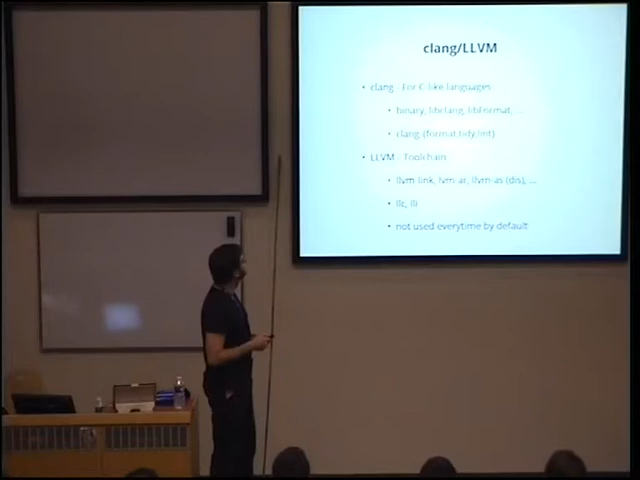 clang/LLVM
• clang - For C-like languages
• binary, libclang, libFormat, ...
• clang-{format,tidy,lint}
• LLVM - Toolchain
• llvm-link, lvm-ar, llvm-as (dis), ...
• llc, lli
• not used everytime by default